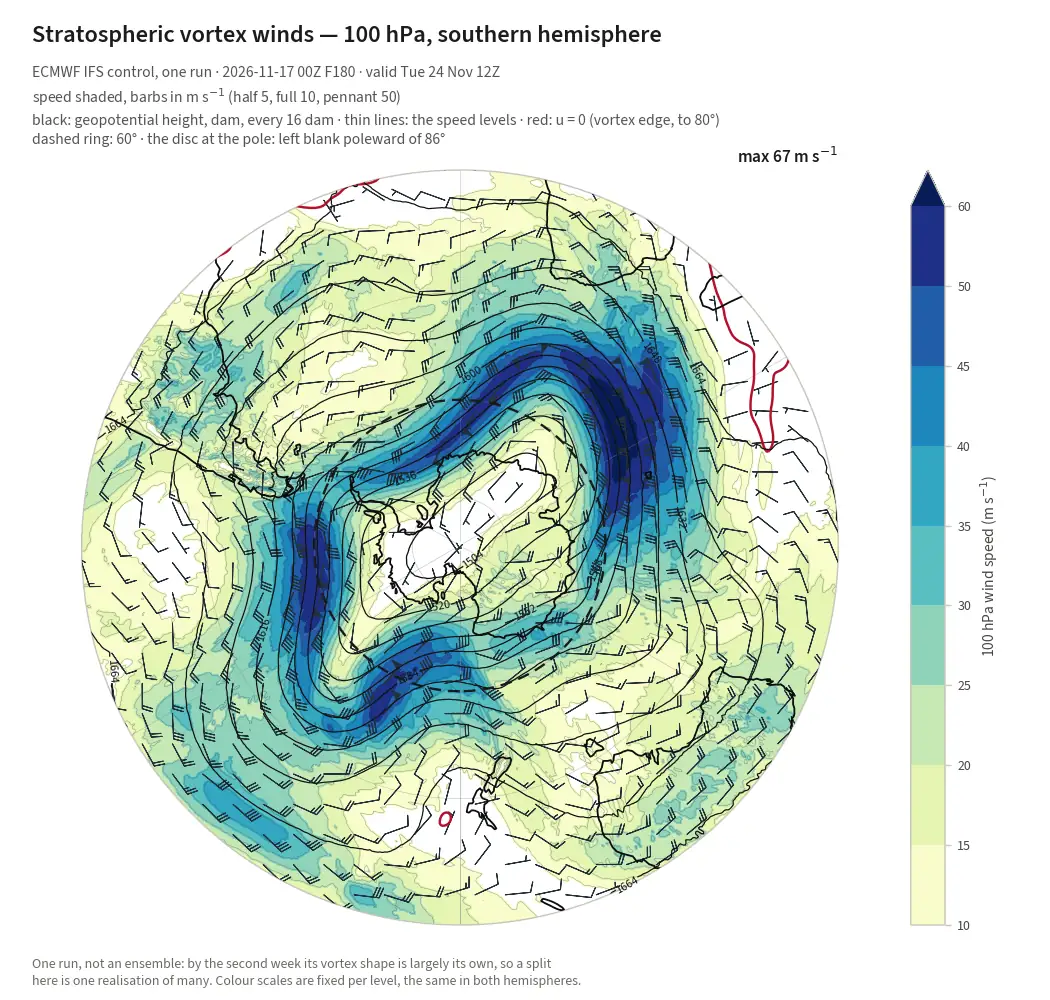 Stratospheric vortex winds — 100 hPa, southern hemisphere
ECMWF IFS control, one run · 2026-11-17 00Z F180 · valid Tue 24 Nov 12Z
speed shaded, barbs in m s⁻¹ (half 5, full 10, pennant 50)
black: geopotential height, dam, every 16 dam · thin lines: the speed levels · red: u = 0 (vortex edge, to 80°)
dashed ring: 60° · the disc at the pole: left blank poleward of 86°
max 67 m s⁻¹
60
50
45
40
35
30
25
20
15
10
100 hPa wind speed (m s⁻¹)
1600
1648
1664
1664
1536
1632
1504
1568
1520
1552
1616
1584
1664
1664
One run, not an ensemble: by the second week its vortex shape is largely its own, so a split
here is one realisation of many. Colour scales are fixed per level, the same in both hemispheres.